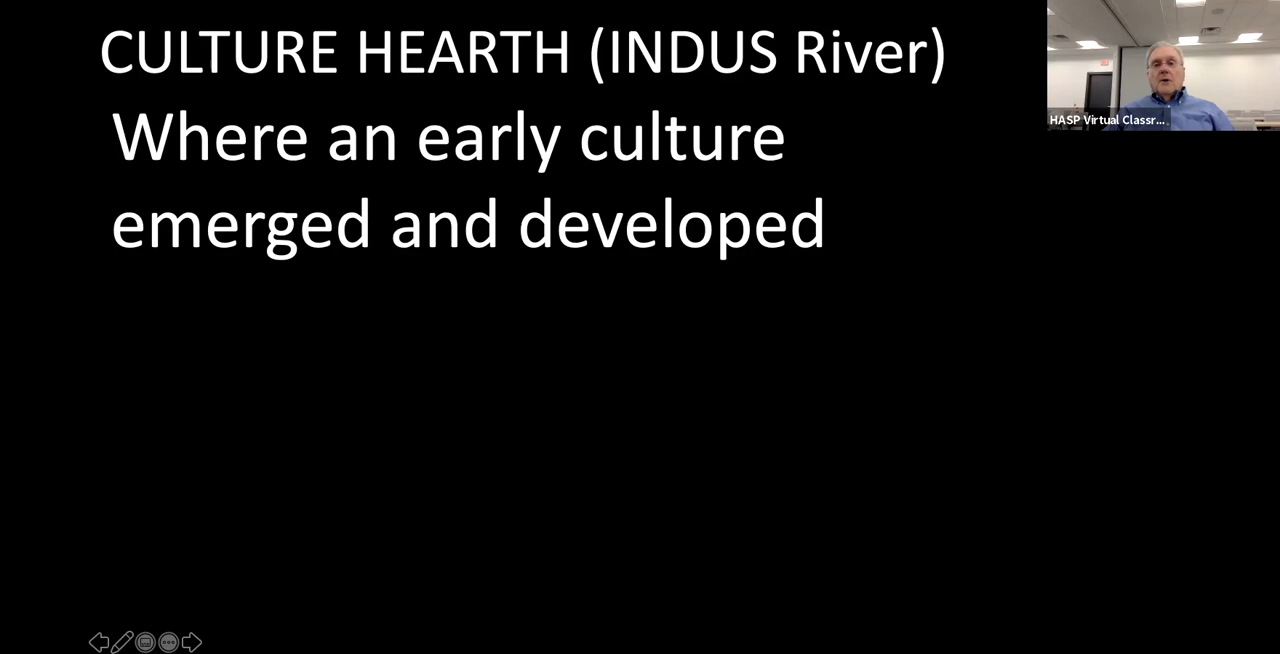 CULTURE HEARTH (INDUS River)
Where an early culture
emerged and developed
HASP Virtual Classr...